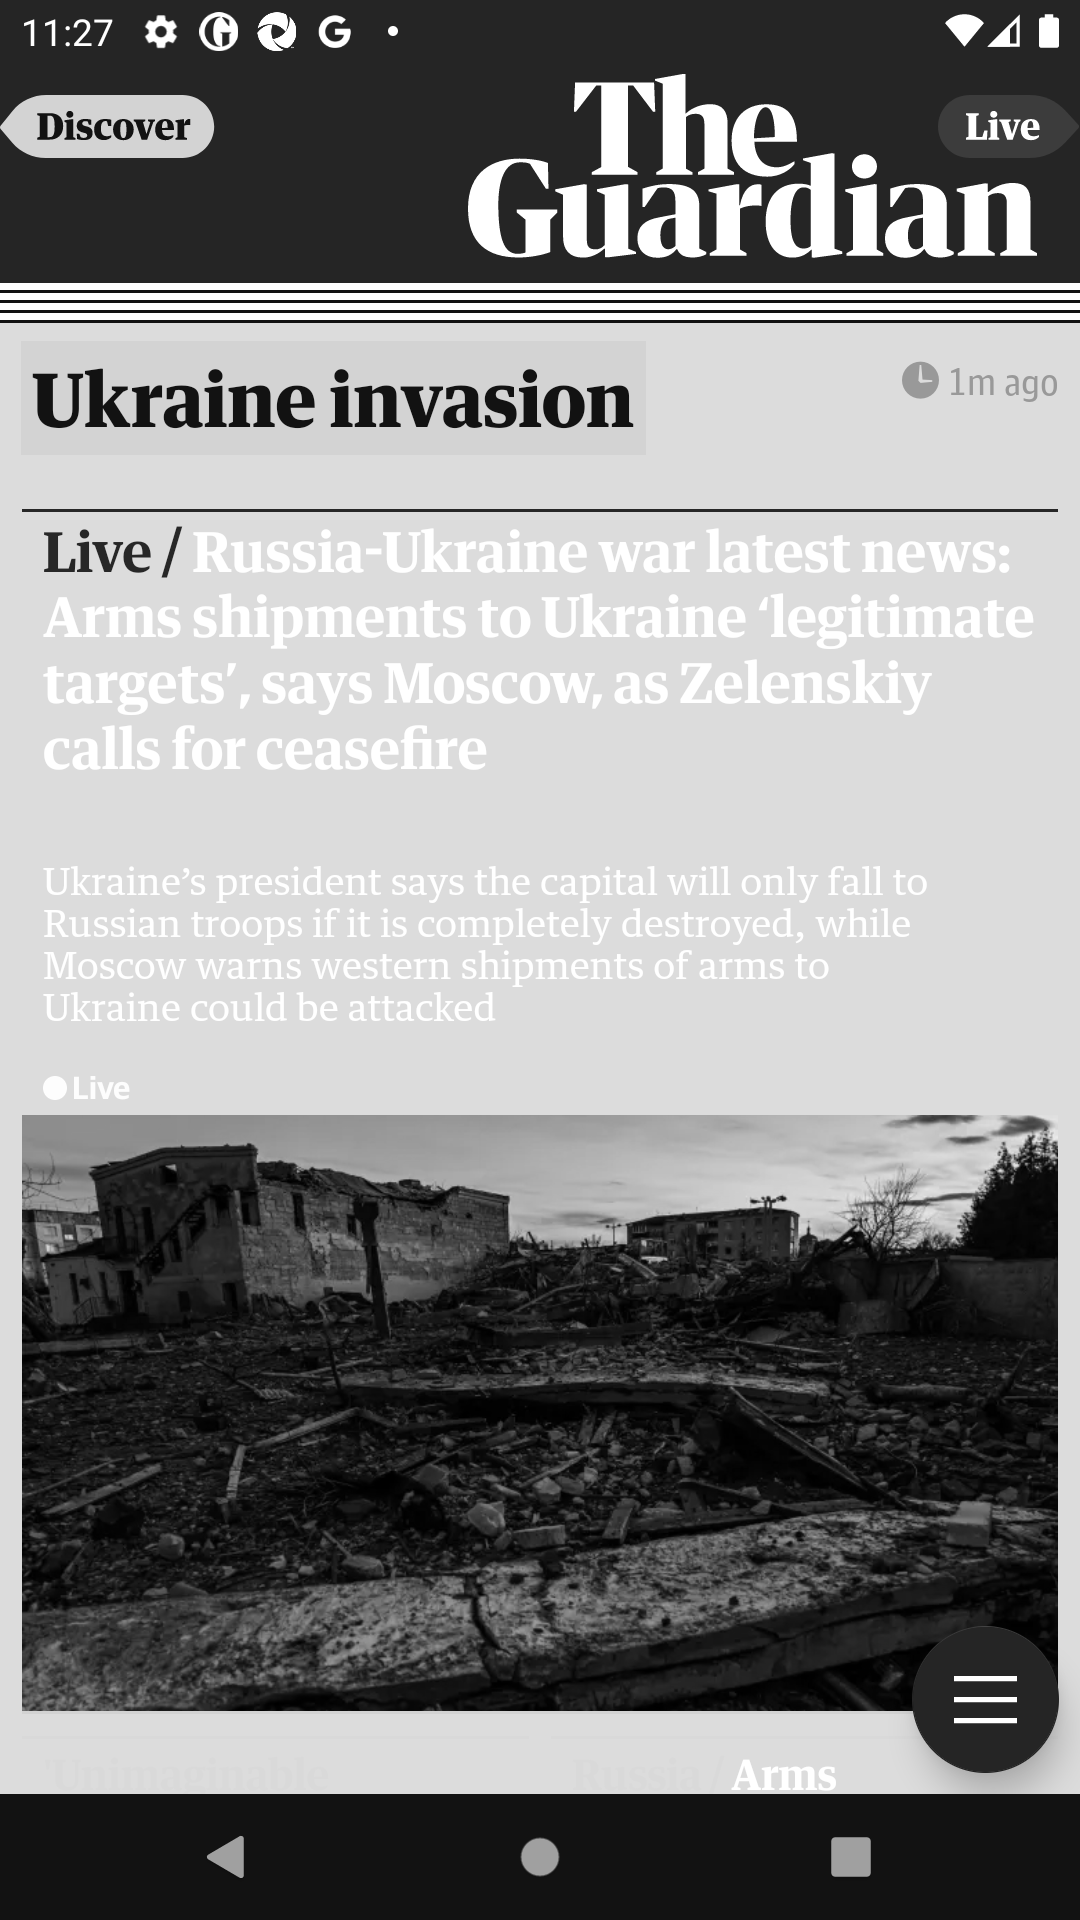 11:27
Discover
The
Guardian
Live
Ukraine invasion
1m ago
Live / Russia-Ukraine war latest news:
Arms shipments to Ukraine ‘legitimate
targets’, says Moscow, as Zelenskiy
calls for ceasefire
Ukraine’s president says the capital will only fall to
Russian troops if it is completely destroyed, while
Moscow warns western shipments of arms to
Ukraine could be attacked
Live
'Unimaginable
Russia / Arms